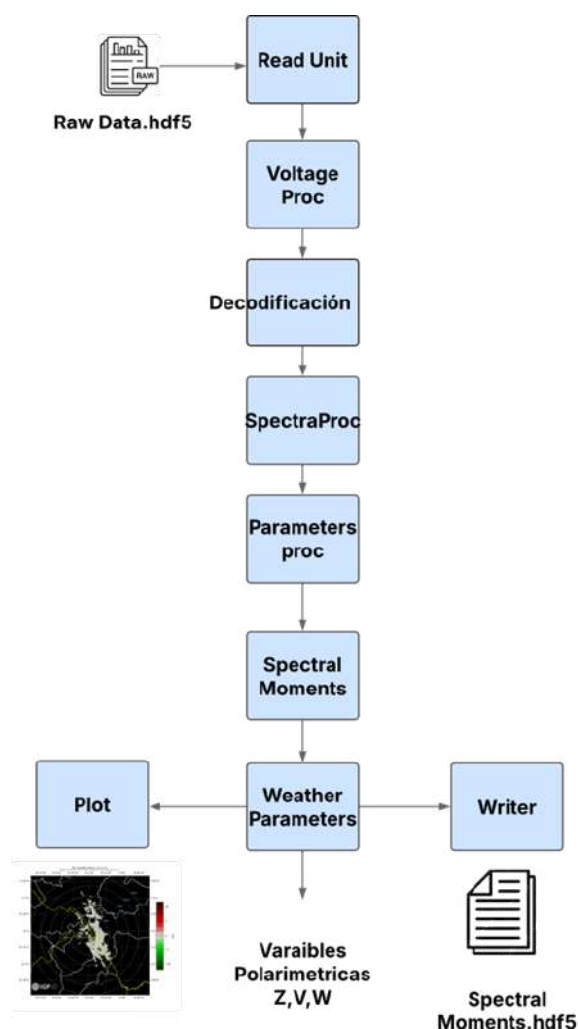 Read Unit
RAW
Raw Data.hdf5
Voltage
Proc
Decodificación
SpectraProc
Parameters
proc
Spectral
Moments
Plot
Weather
Parameters
Writer
IGP
Varaibles
Polarimetricas
Z,V,W
Spectral
Moments.hdf5